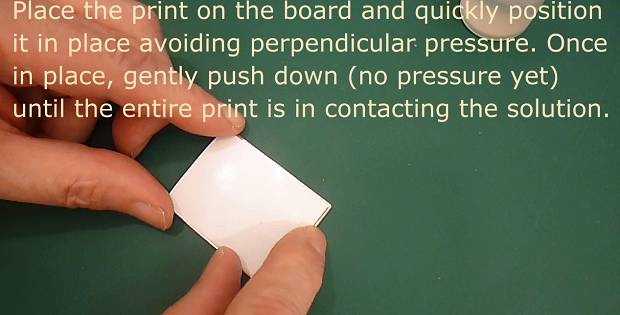 Place the print on the board and quickly position
it in place avoiding perpendicular pressure. Once
in place, gently push down (no pressure yet)
until the entire print is in contacting the solution.